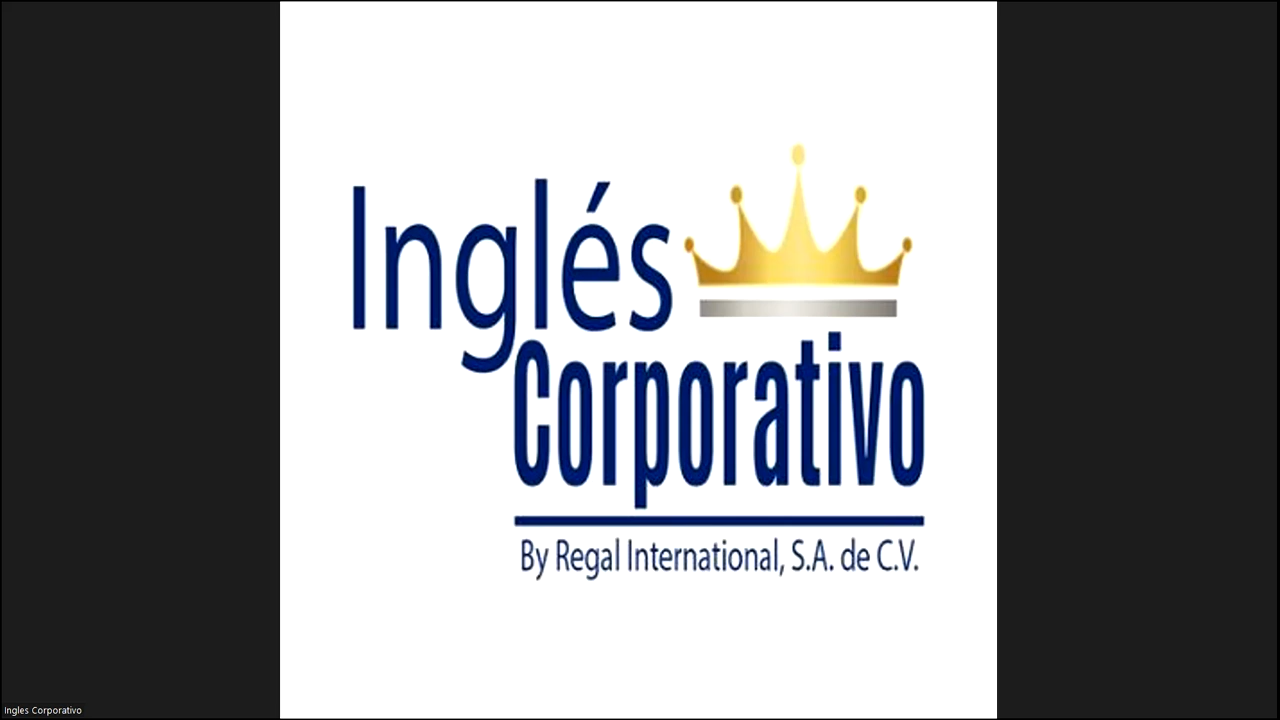 Inglés
Corporativo
By Regal International, S.A. de C.V.
Ingles Corporativo